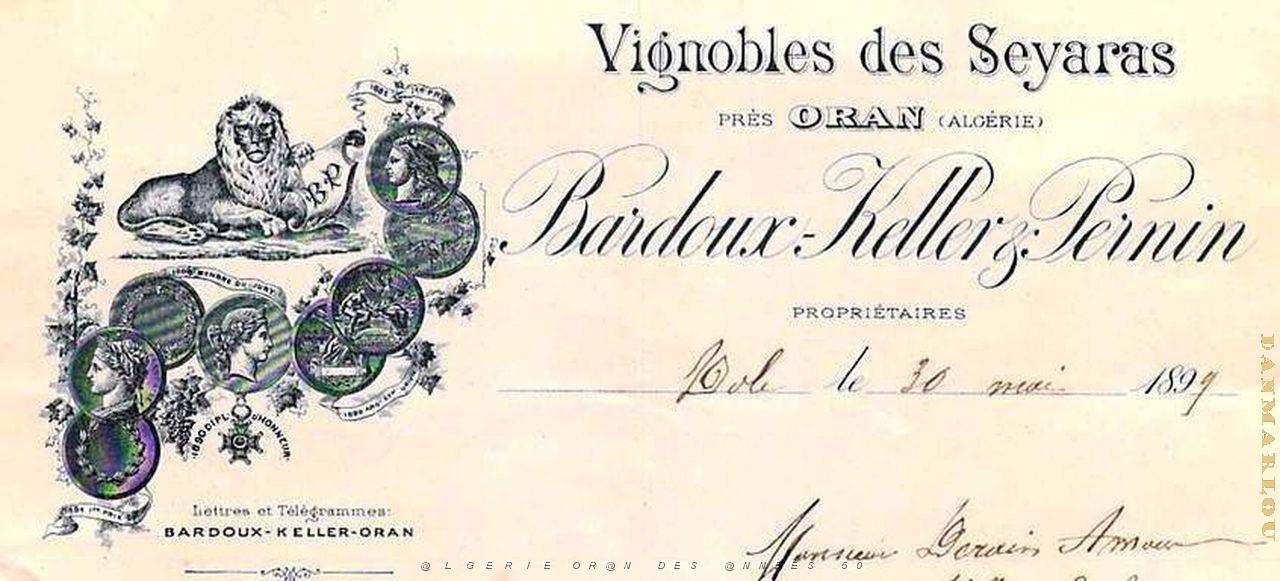 Vignobles des Seyaras
PRÈS ORAN (ALGÉRIE)
Bardoux-Keller & Pernin
PROPRIÉTAIRES
le 30 mai 1899
B.P.
MEMBRE DU JURY
1890 DIPL. D'HONNEUR
Lettres et Télégrammes:
BARDOUX-KELLER-ORAN
Monsieur
DANMARLOU
@LGERIE OR@N DES @NNEES 50